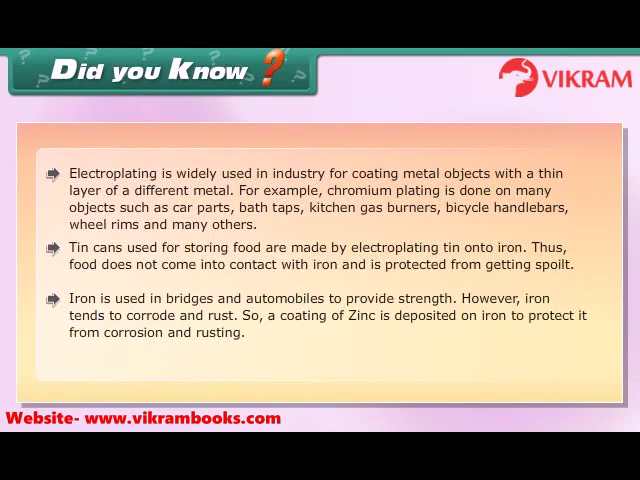 Did you Know ?
VIKRAM
Electroplating is widely used in industry for coating metal objects with a thin
layer of a different metal. For example, chromium plating is done on many
objects such as car parts, bath taps, kitchen gas burners, bicycle handlebars,
wheel rims and many others.
Tin cans used for storing food are made by electroplating tin onto iron. Thus,
food does not come into contact with iron and is protected from getting spoilt.
Iron is used in bridges and automobiles to provide strength. However, iron
tends to corrode and rust. So, a coating of Zinc is deposited on iron to protect it
from corrosion and rusting.
Website- www.vikrambooks.com